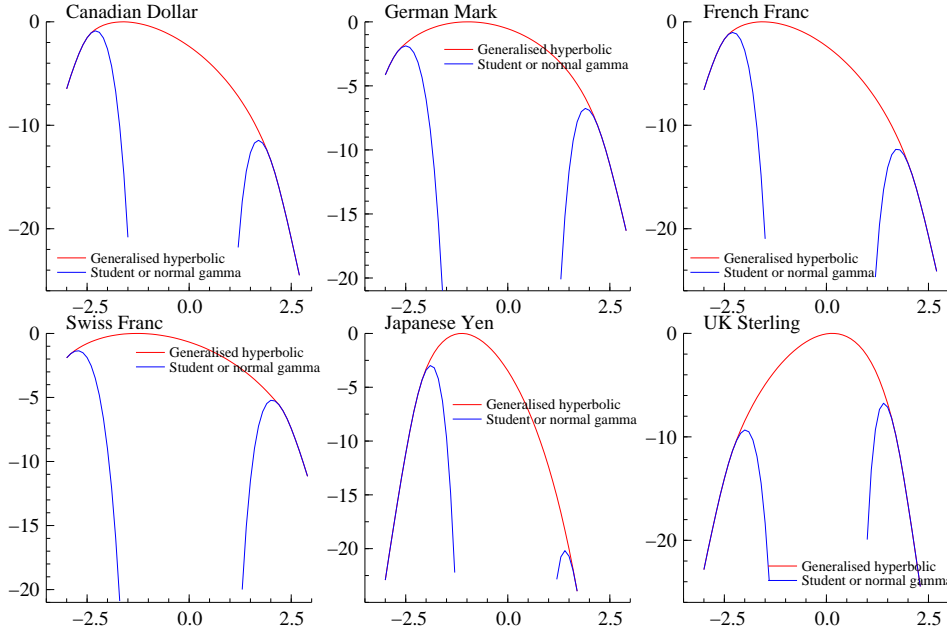 Canadian Dollar
0
−10
−20
Generalised hyperbolic
Student or normal gamma
−2.5 0.0 2.5
German Mark
0
−5
−10
−15
−20
Generalised hyperbolic
Student or normal gamma
−2.5 0.0 2.5
French Franc
0
−10
−20
Generalised hyperbolic
Student or normal gamma
−2.5 0.0 2.5
Swiss Franc
0
−5
−10
−15
−20
Generalised hyperbolic
Student or normal gamma
−2.5 0.0 2.5
Japanese Yen
0
−5
−10
−15
−20
Generalised hyperbolic
Student or normal gamma
−2.5 0.0 2.5
UK Sterling
0
−10
−20
Generalised hyperbolic
Student or normal gamma
−2.5 0.0 2.5